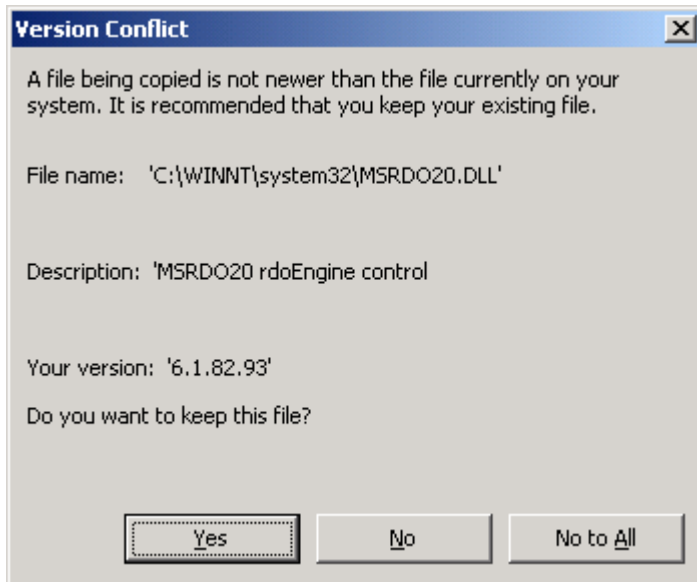 Version Conflict
A file being copied is not newer than the file currently on your
system. It is recommended that you keep your existing file.
File name: 'C:\WINNT\system32\MSRDO20.DLL'
Description: 'MSRDO20 rdoEngine control
Your version: '6.1.82.93'
Do you want to keep this file?
Yes No No to All